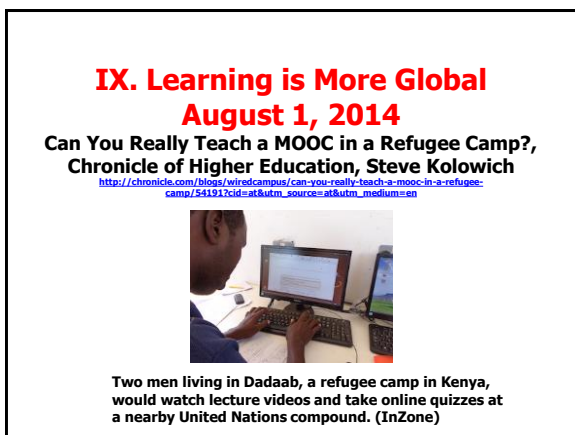 IX. Learning is More Global
August 1, 2014
Can You Really Teach a MOOC in a Refugee Camp?,
Chronicle of Higher Education, Steve Kolowich
http://chronicle.com/blogs/wiredcampus/can-you-really-teach-a-mooc-in-a-refugee-
camp/54191?cid=at&utm_source=at&utm_medium=en
Two men living in Dadaab, a refugee camp in Kenya,
would watch lecture videos and take online quizzes at
a nearby United Nations compound. (InZone)